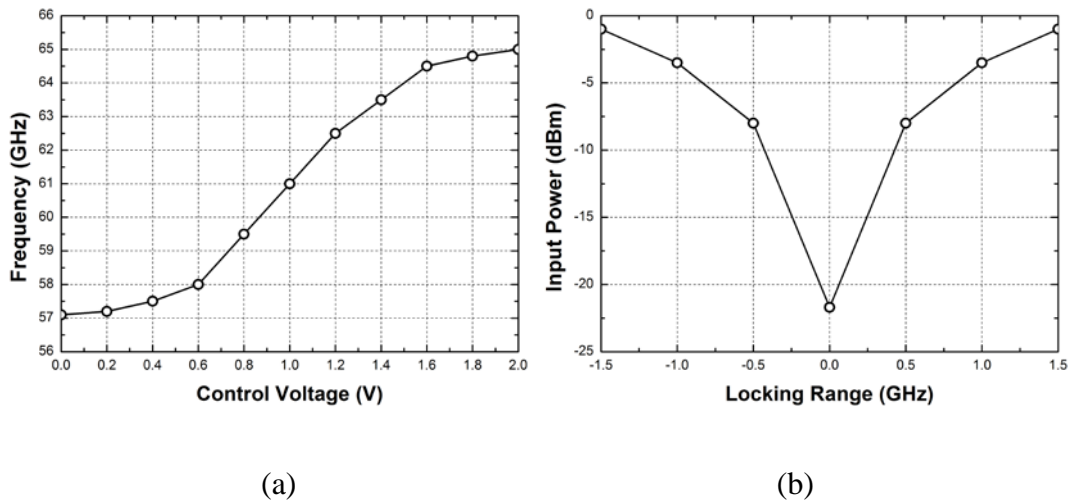 66
65
64
63
62
61
60
59
58
57
56
0.0 0.2 0.4 0.6 0.8 1.0 1.2 1.4 1.6 1.8 2.0
Frequency (GHz)
Control Voltage (V)
0
-5
-10
-15
-20
-25
-1.5 -1.0 -0.5 0.0 0.5 1.0 1.5
Input Power (dBm)
Locking Range (GHz)
(a)
(b)